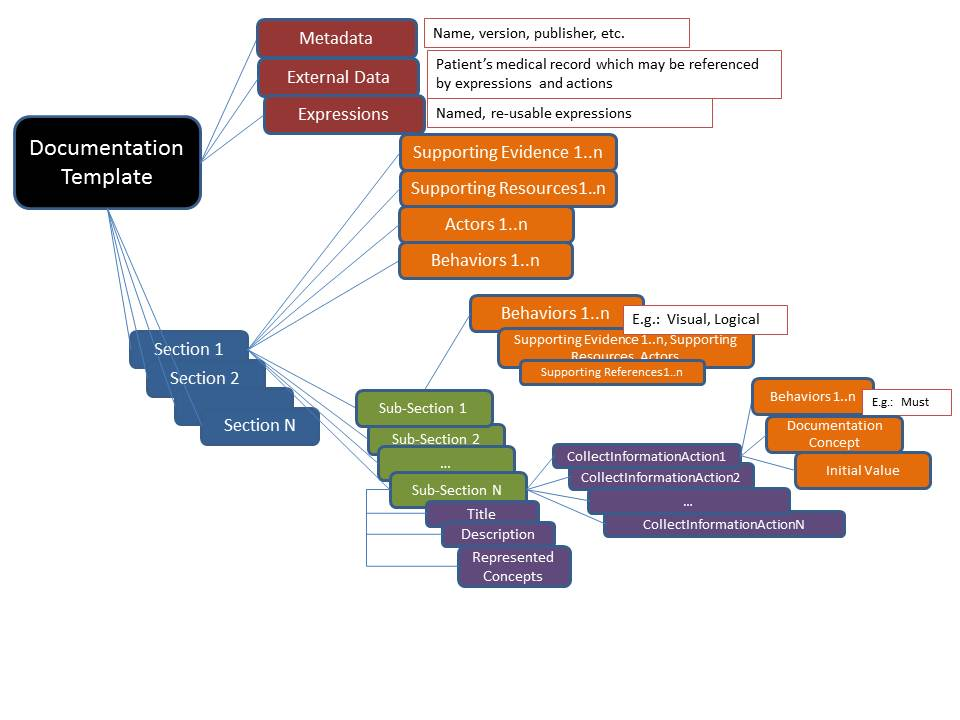 Metadata
Name, version, publisher, etc.
External Data
Patient's medical record which may be referenced
by expressions and actions
Expressions
Named, re-usable expressions
Documentation
Template
Supporting Evidence 1..n
Supporting Resources1..n
Actors 1..n
Behaviors 1..n
Behaviors 1..n
E.g.: Visual, Logical
Supporting Evidence 1..n, Supporting
Resources, Actors
Supporting References1..n
Section 1
Section 2
Section N
Sub-Section 1
Sub-Section 2
...
Sub-Section N
Title
Description
Represented
Concepts
CollectInformationAction1
CollectInformationAction2
...
CollectInformationActionN
Behaviors 1..n
E.g.: Must
Documentation
Concept
Initial Value